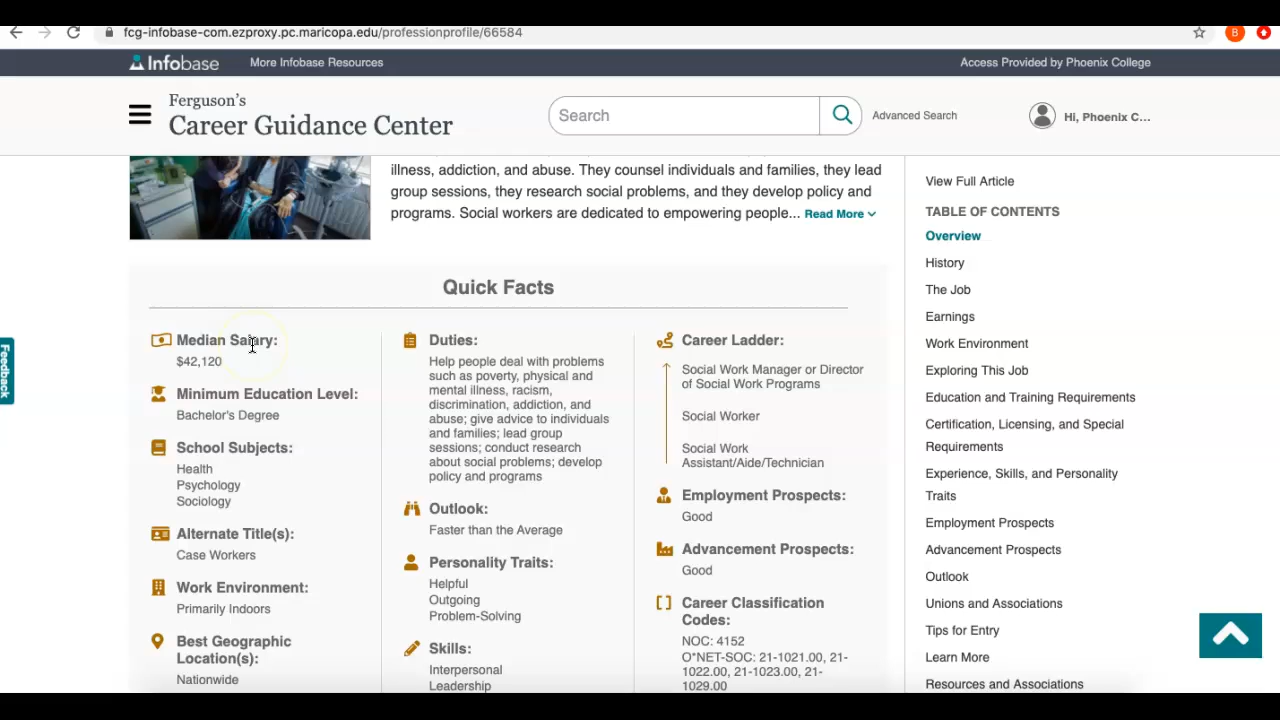 fcg-infobase-com.ezproxy.pc.maricopa.edu/professionprofile/66584
B
Infobase
More Infobase Resources
Access Provided by Phoenix College
Ferguson's
Career Guidance Center
Search
Advanced Search
Hi, Phoenix C...
illness, addiction, and abuse. They counsel individuals and families, they lead
group sessions, they research social problems, and they develop policy and
programs. Social workers are dedicated to empowering people... Read More
Quick Facts
Median Salary:
$42,120
Minimum Education Level:
Bachelor's Degree
School Subjects:
Health
Psychology
Sociology
Alternate Title(s):
Case Workers
Work Environment:
Primarily Indoors
Best Geographic
Location(s):
Nationwide
Duties:
Help people deal with problems
such as poverty, physical and
mental illness, racism,
discrimination, addiction, and
abuse; give advice to individuals
and families; lead group
sessions; conduct research
about social problems; develop
policy and programs
Outlook:
Faster than the Average
Personality Traits:
Helpful
Outgoing
Problem-Solving
Skills:
Interpersonal
Leadership
Career Ladder:
Social Work Manager or Director
of Social Work Programs
Social Worker
Social Work
Assistant/Aide/Technician
Employment Prospects:
Good
Advancement Prospects:
Good
Career Classification
Codes:
NOC: 4152
O*NET-SOC: 21-1021.00, 21-
1022.00, 21-1023.00, 21-
1029.00
View Full Article
TABLE OF CONTENTS
Overview
History
The Job
Earnings
Work Environment
Exploring This Job
Education and Training Requirements
Certification, Licensing, and Special
Requirements
Experience, Skills, and Personality
Traits
Employment Prospects
Advancement Prospects
Outlook
Unions and Associations
Tips for Entry
Learn More
Resources and Associations
Feedback